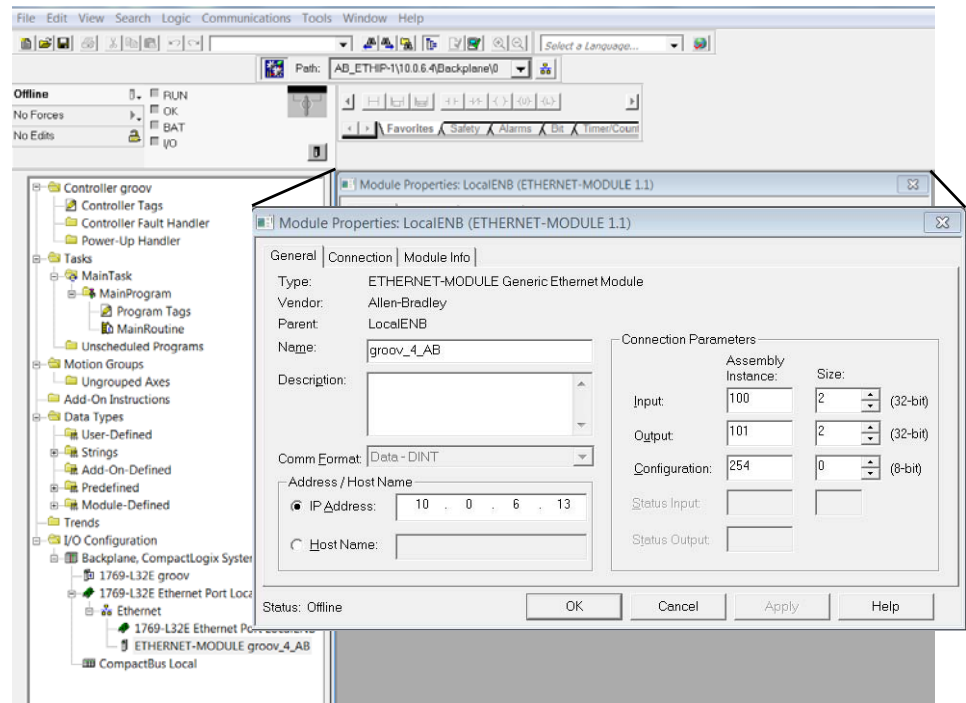 File Edit View Search Logic Communications Tools Window Help
Select a Language...
Path: AB_ETHIP-1\10.0.6.4\Backplane\0
Offline
RUN
No Forces
OK
No Edits
BAT
I/O
Favorites Safety Alarms Bit Timer/Count
Controller groov
Controller Tags
Controller Fault Handler
Power-Up Handler
Tasks
MainTask
MainProgram
Program Tags
MainRoutine
Unscheduled Programs
Motion Groups
Ungrouped Axes
Add-On Instructions
Data Types
User-Defined
Strings
Add-On-Defined
Predefined
Module-Defined
Trends
I/O Configuration
Backplane, CompactLogix Syster
1769-L32E groov
1769-L32E Ethernet Port Loca
Ethernet
1769-L32E Ethernet Port LocalENB
ETHERNET-MODULE groov_4_AB
CompactBus Local
Module Properties: LocalENB (ETHERNET-MODULE 1.1)
Module Properties: LocalENB (ETHERNET-MODULE 1.1)
General Connection Module Info
Type: ETHERNET-MODULE Generic Ethernet Module
Vendor: Allen-Bradley
Parent: LocalENB
Name: groov_4_AB
Description:
Comm Format: Data - DINT
Address / Host Name
IP Address: 10 . 0 . 6 . 13
Host Name:
Connection Parameters
Assembly Instance: Size:
Input: 100 2 (32-bit)
Output: 101 2 (32-bit)
Configuration: 254 0 (8-bit)
Status Input:
Status Output:
Status: Offline
OK Cancel Apply Help